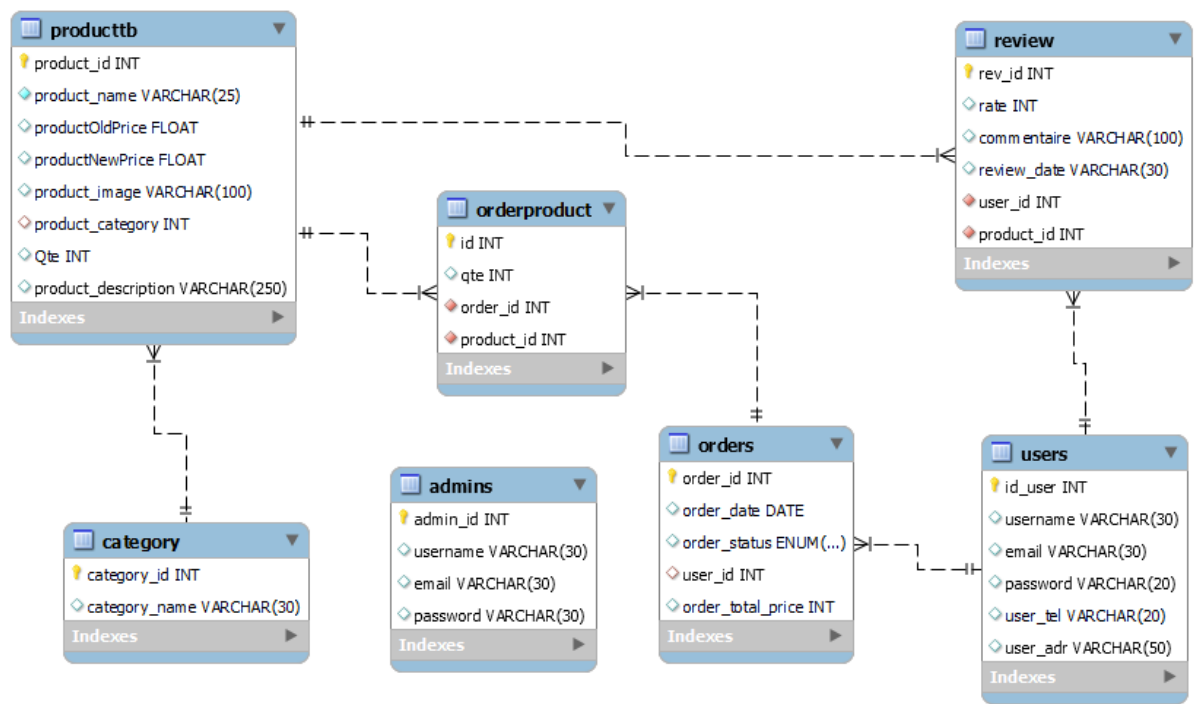 producttb
product_id INT
product_name VARCHAR(25)
productOldPrice FLOAT
productNewPrice FLOAT
product_image VARCHAR(100)
product_category INT
Qte INT
product_description VARCHAR(250)
Indexes
review
rev_id INT
rate INT
commentaire VARCHAR(100)
review_date VARCHAR(30)
user_id INT
product_id INT
Indexes
orderproduct
id INT
qte INT
order_id INT
product_id INT
Indexes
category
category_id INT
category_name VARCHAR(30)
Indexes
admins
admin_id INT
username VARCHAR(30)
email VARCHAR(30)
password VARCHAR(30)
Indexes
orders
order_id INT
order_date DATE
order_status ENUM(...)
user_id INT
order_total_price INT
Indexes
users
id_user INT
username VARCHAR(30)
email VARCHAR(30)
password VARCHAR(20)
user_tel VARCHAR(20)
user_adr VARCHAR(50)
Indexes